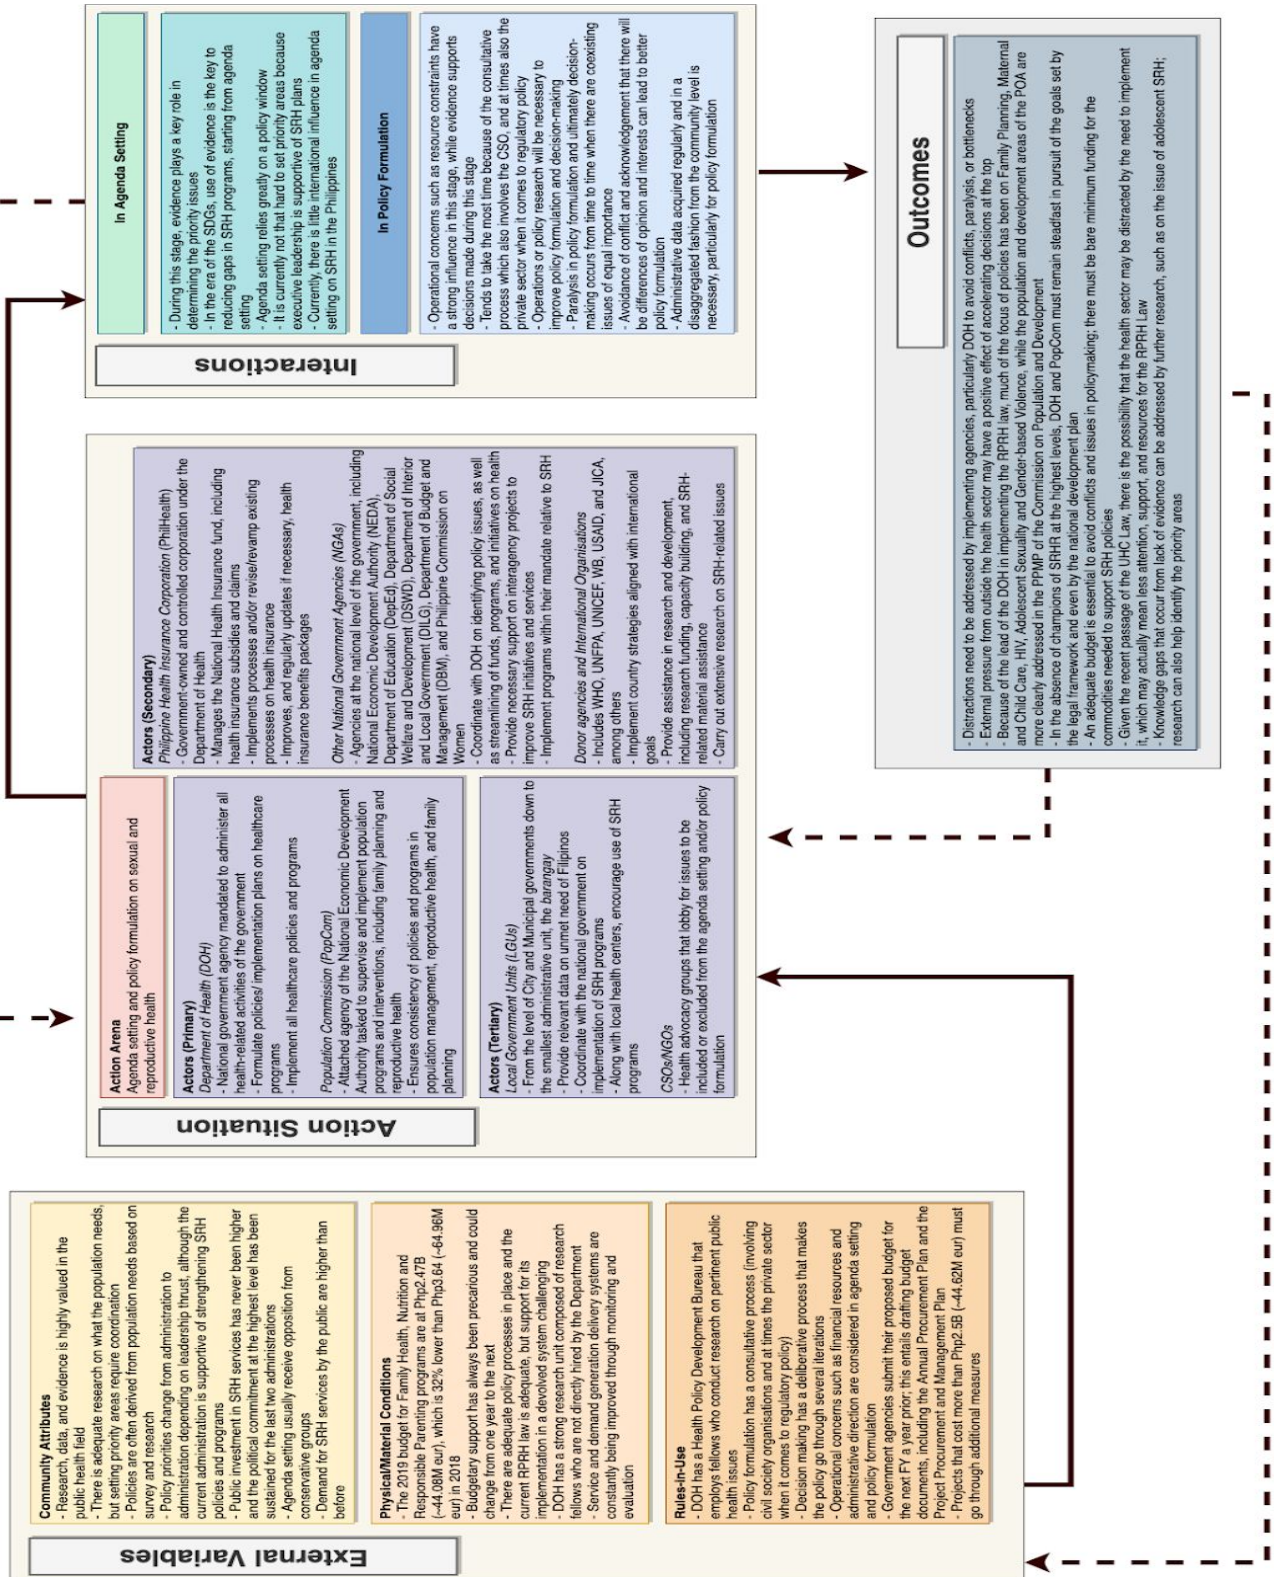 External Variables
Community Attributes
- Research, data, and evidence is highly valued in the
public health field
- There is adequate research on what the population needs,
but setting priority areas require coordination
- Policies are often derived from population needs based on
survey and research
- Policy priorities change from administration to
administration depending on leadership thrust, although the
current administration is supportive of strengthening SRH
policies and programs
- Public investment in SRH services has never been higher
and the political commitment at the highest level has been
sustained for the last two administrations
- Agenda setting usually receive opposition from
conservative groups
- Demand for SRH services by the public are higher than
before
Physical/Material Conditions
- The 2019 budget for Family Health, Nutrition and
Responsible Parenting programs are at Php2.47B
(~44.08M eur), which is 32% lower than Php3.64 (~64.96M
eur) in 2018
- Budgetary support has always been precarious and could
change from one year to the next
- There are adequate policy processes in place and the
current RPRH law is adequate, but support for its
implementation in a devolved system challenging
- DOH has a strong research unit composed of research
fellows who are not directly hired by the Department
- Service and demand generation delivery systems are
constantly being improved through monitoring and
evaluation
Rules-in-Use
- DOH has a Health Policy Development Bureau that
employs fellows who conduct research on pertinent public
health issues
- Policy formulation has a consultative process (involving
civil society organisations and at times the private sector
when it comes to regulatory policy)
- Decision making has a deliberative process that makes
the policy go through several iterations
- Operational concerns such as financial resources and
administrative direction are considered in agenda setting
and policy formulation
- Government agencies submit their proposed budget for
the next FY a year prior, this entails drafting budget
documents, including the Annual Procurement Plan and the
Project Procurement and Management Plan
- Projects that cost more than Php2.5B (~44.62M eur) must
go through additional measures
Action Situation
Action Arena
Agenda setting and policy formulation on sexual and
reproductive health
Actors (Primary)
Department of Health (DOH)
- National government agency mandated to administer all
health-related activities of the government
- Formulate policies/ implementation plans on healthcare
programs
- Implement all healthcare policies and programs
Population Commission (PopCom)
- Attached agency of the National Economic Development
Authority tasked to supervise and implement population
programs and interventions, including family planning and
reproductive health
- Ensures consistency of policies and programs in
population management, reproductive health, and family
planning
Actors (Tertiary)
Local Government Units (LGUs)
- From the level of City and Municipal governments down to
the smallest administrative unit, the barangay
- Provide relevant data on unmet need of Filipinos
- Coordinate with the national government on
implementation of SRH programs
- Along with local health centers, encourage use of SRH
programs
CSOs/NGOs
- Health advocacy groups that lobby for issues to be
included or excluded from the agenda setting and/or policy
formulation
Actors (Secondary)
Philippine Health Insurance Corporation (PhilHealth)
- Government-owned and controlled corporation under the
Department of Health
- Manages the National Health Insurance fund, including
health insurance subsidies and claims
- Implements processes and/or revise/revamp existing
processes on health insurance
- Improves, and regularly updates if necessary, health
insurance benefits packages
Other National Government Agencies (NGAs)
- Agencies at the national level of the government, including
National Economic Development Authority (NEDA),
Department of Education (DepEd), Department of Social
Welfare and Development (DSWD), Department of Interior
and Local Government (DILG), Department of Budget and
Management (DBM), and Philippine Commission on
Women
- Coordinate with DOH on identifying policy issues, as well
as streamlining of funds, programs, and initiatives on health
- Provide necessary support on interagency projects to
improve SRH initiatives and services
- Implement programs within their mandate relative to SRH
Donor agencies and International Organisations
- Includes WHO, UNFPA, UNICEF, WB, USAID, and JICA,
among others
- Implement country strategies aligned with international
goals
- Provide assistance in research and development,
including research funding, capacity building, and SRH-
related material assistance
- Carry out extensive research on SRH-related issues
Interactions
In Agenda Setting
- During this stage, evidence plays a key role in
determining the priority issues
- In the era of the SDGs, use of evidence is the key to
reducing gaps in SRH programs, starting from agenda
setting
- Agenda setting relies greatly on a policy window
- It is currently not that hard to set priority areas because
executive leadership is supportive of SRH plans
- Currently, there is little international influence in agenda
setting on SRH in the Philippines
In Policy Formulation
- Operational concerns such as resource constraints have
a strong influence in this stage, while evidence supports
decisions made during this stage
- Tends to take the most time because of the consultative
process which also involves the CSO, and at times also the
private sector when it comes to regulatory policy
- Operations or policy research will be necessary to
improve policy formulation and decision-making
- Paralysis in policy formulation and ultimately decision-
making occurs from time to time when there are coexisting
issues of equal importance
- Avoidance of conflict and acknowledgement that there will
be differences of opinion and interests can lead to better
policy formulation
- Administrative data acquired regularly and in a
disaggregated fashion from the community level is
necessary, particularly for policy formulation
Outcomes
- Distractions need to be addressed by implementing agencies, particularly DOH to avoid conflicts, paralysis, or bottlenecks
- External pressure from outside the health sector may have a positive effect of accelerating decisions at the top
- Because of the lead of the DOH in implementing the RPRH law, much of the focus of policies has been on Family Planning, Maternal
and Child Care, HIV, Adolescent Sexuality and Gender-based Violence, while the population and development areas of the POA are
more clearly addressed in the PPMP of the Commission on Population and Development
- In the absence of champions of SRHR at the highest levels, DOH and PopCom must remain steadfast in pursuit of the goals set by
the legal framework and even by the national development plan
- An adequate budget is essential to avoid conflicts and issues in policymaking; there must be bare minimum funding for the
commodities needed to support SRH policies
- Given the recent passage of the UHC Law, there is the possibility that the health sector may be distracted by the need to implement
it, which may actually mean less attention, support, and resources for the RPRH Law
- Knowledge gaps that occur from lack of evidence can be addressed by further research, such as on the issue of adolescent SRH;
research can also help identify the priority areas